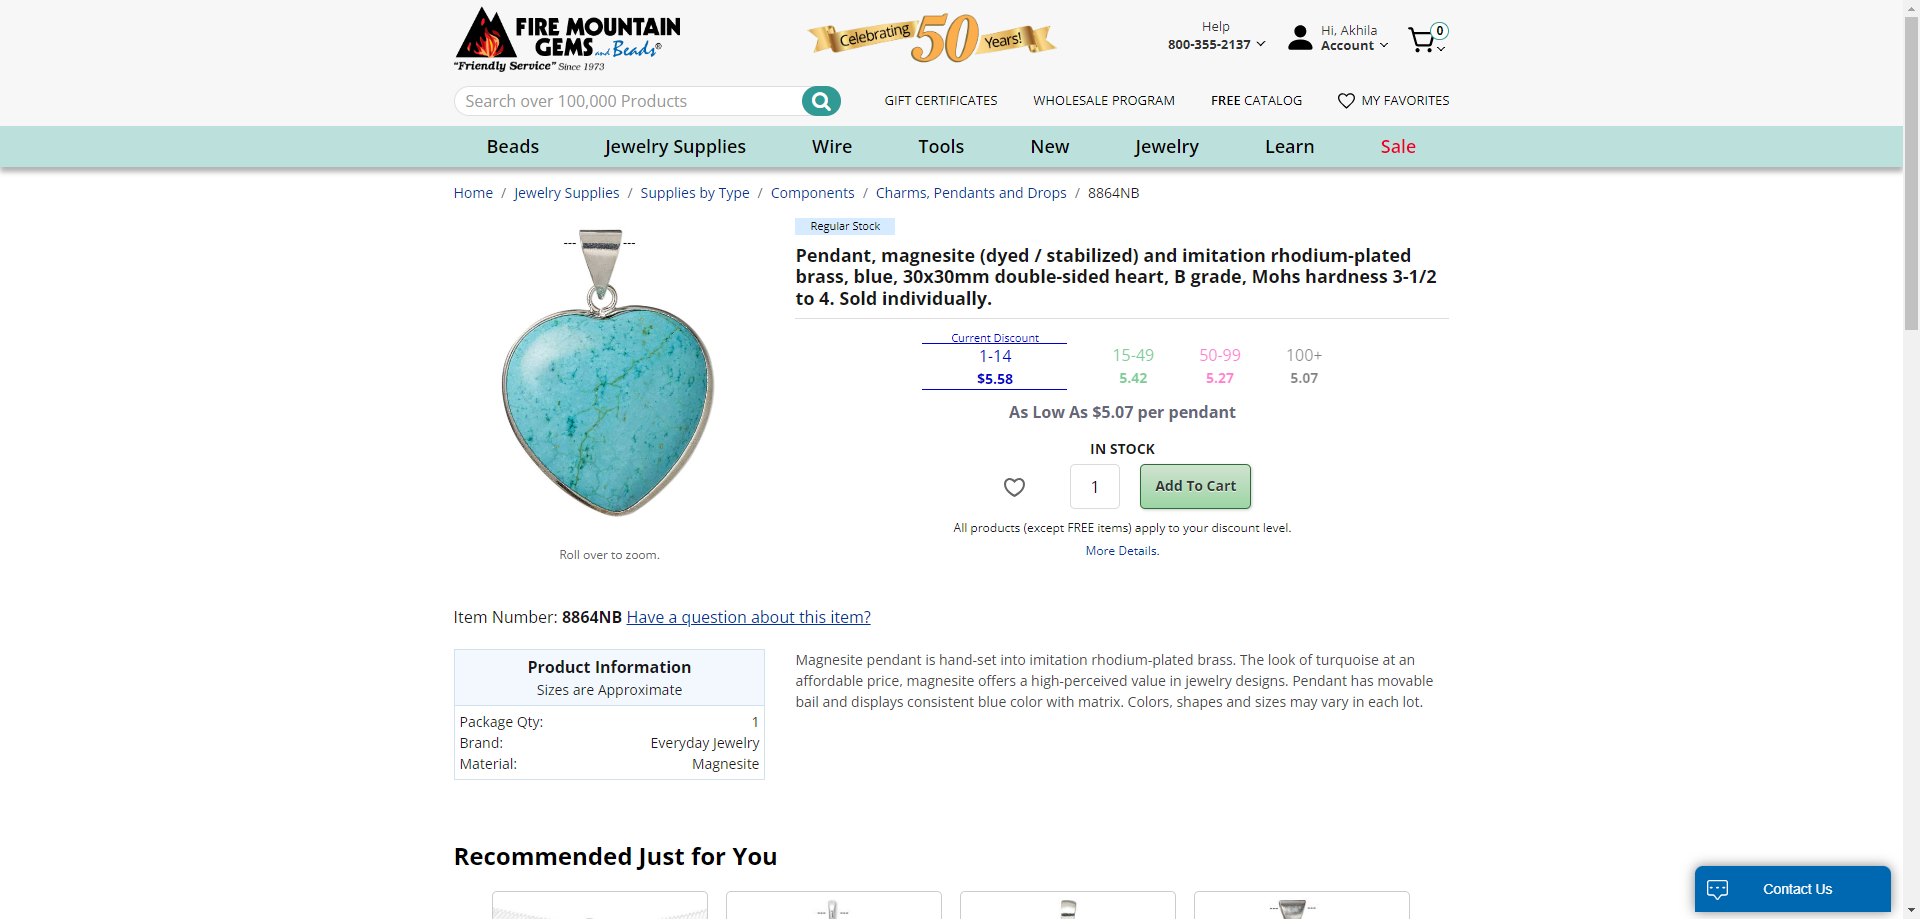 FIRE MOUNTAIN
GEMS and Beads®
"Friendly Service" Since 1973
Celebrating 50 Years!
Help
800-355-2137
Hi, Akhila
Account
0
Search over 100,000 Products
GIFT CERTIFICATES
WHOLESALE PROGRAM
FREE CATALOG
MY FAVORITES
Beads
Jewelry Supplies
Wire
Tools
New
Jewelry
Learn
Sale
Home / Jewelry Supplies / Supplies by Type / Components / Charms, Pendants and Drops / 8864NB
Regular Stock
Pendant, magnesite (dyed / stabilized) and imitation rhodium-plated
brass, blue, 30x30mm double-sided heart, B grade, Mohs hardness 3-1/2
to 4. Sold individually.
Current Discount
1-14 15-49 50-99 100+
$5.58 5.42 5.27 5.07
As Low As $5.07 per pendant
IN STOCK
1
Add To Cart
All products (except FREE items) apply to your discount level.
More Details.
Roll over to zoom.
Item Number: 8864NB Have a question about this item?
Product Information
Sizes are Approximate
Package Qty: 1
Brand: Everyday Jewelry
Material: Magnesite
Magnesite pendant is hand-set into imitation rhodium-plated brass. The look of turquoise at an
affordable price, magnesite offers a high-perceived value in jewelry designs. Pendant has movable
bail and displays consistent blue color with matrix. Colors, shapes and sizes may vary in each lot.
Recommended Just for You
Contact Us